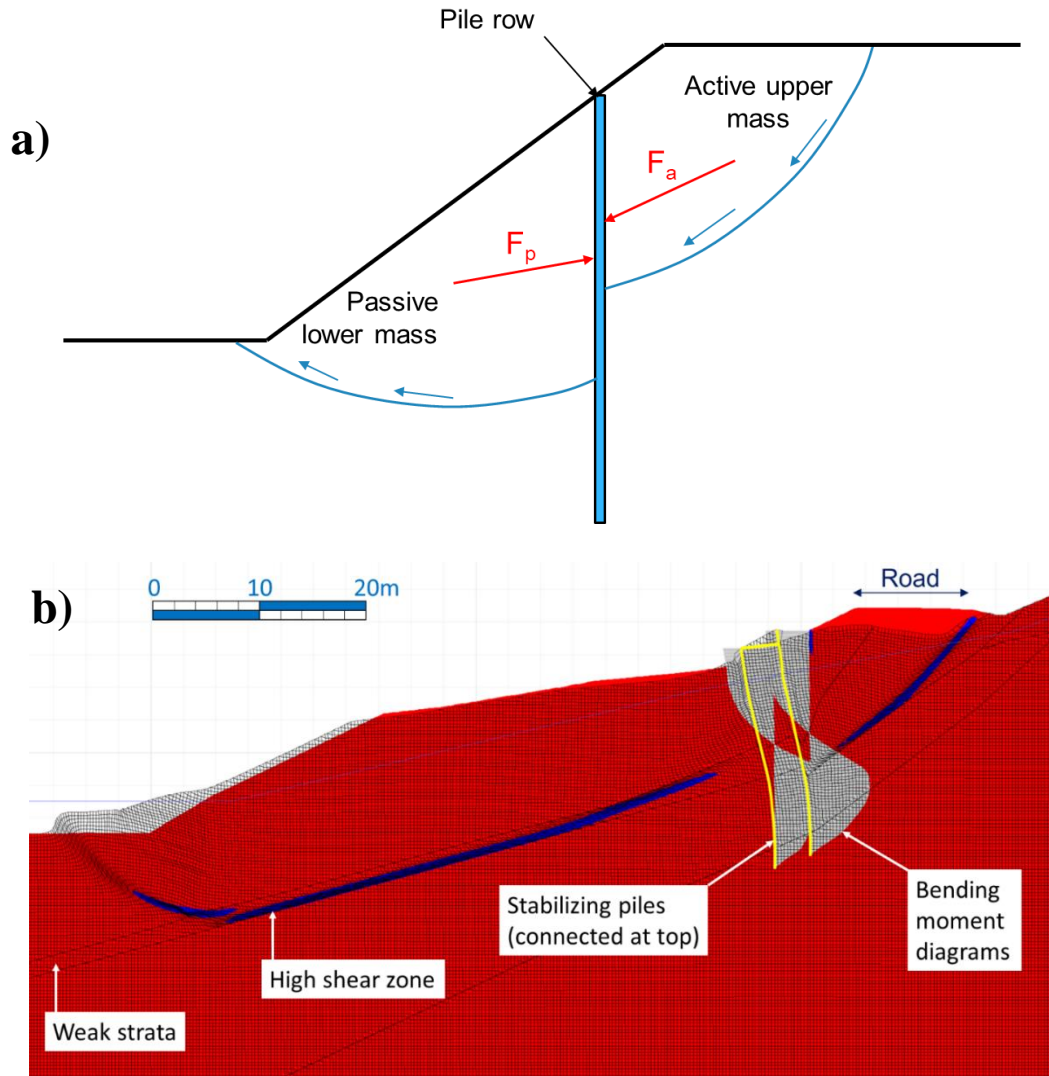 Pile row
a)
Active upper
mass
Fa
Fp
Passive
lower mass
b)
0 10 20m
Road
Stabilizing piles
(connected at top)
Bending
moment
diagrams
High shear zone
Weak strata